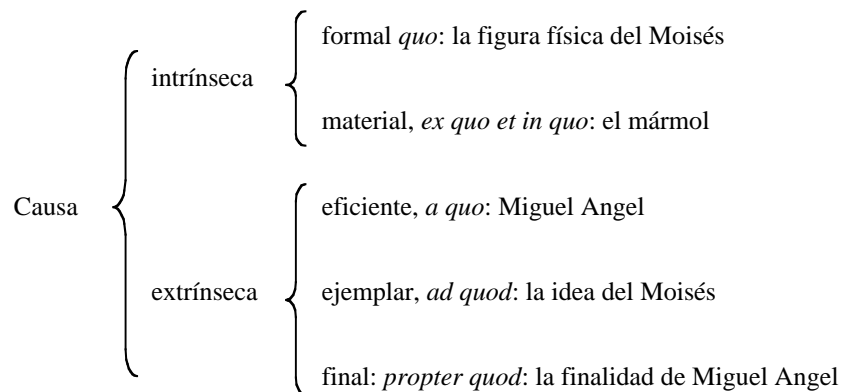 formal quo: la figura física del Moisés
intrínseca
material, ex quo et in quo: el mármol
Causa
eficiente, a quo: Miguel Angel
extrínseca
ejemplar, ad quod: la idea del Moisés
final: propter quod: la finalidad de Miguel Angel